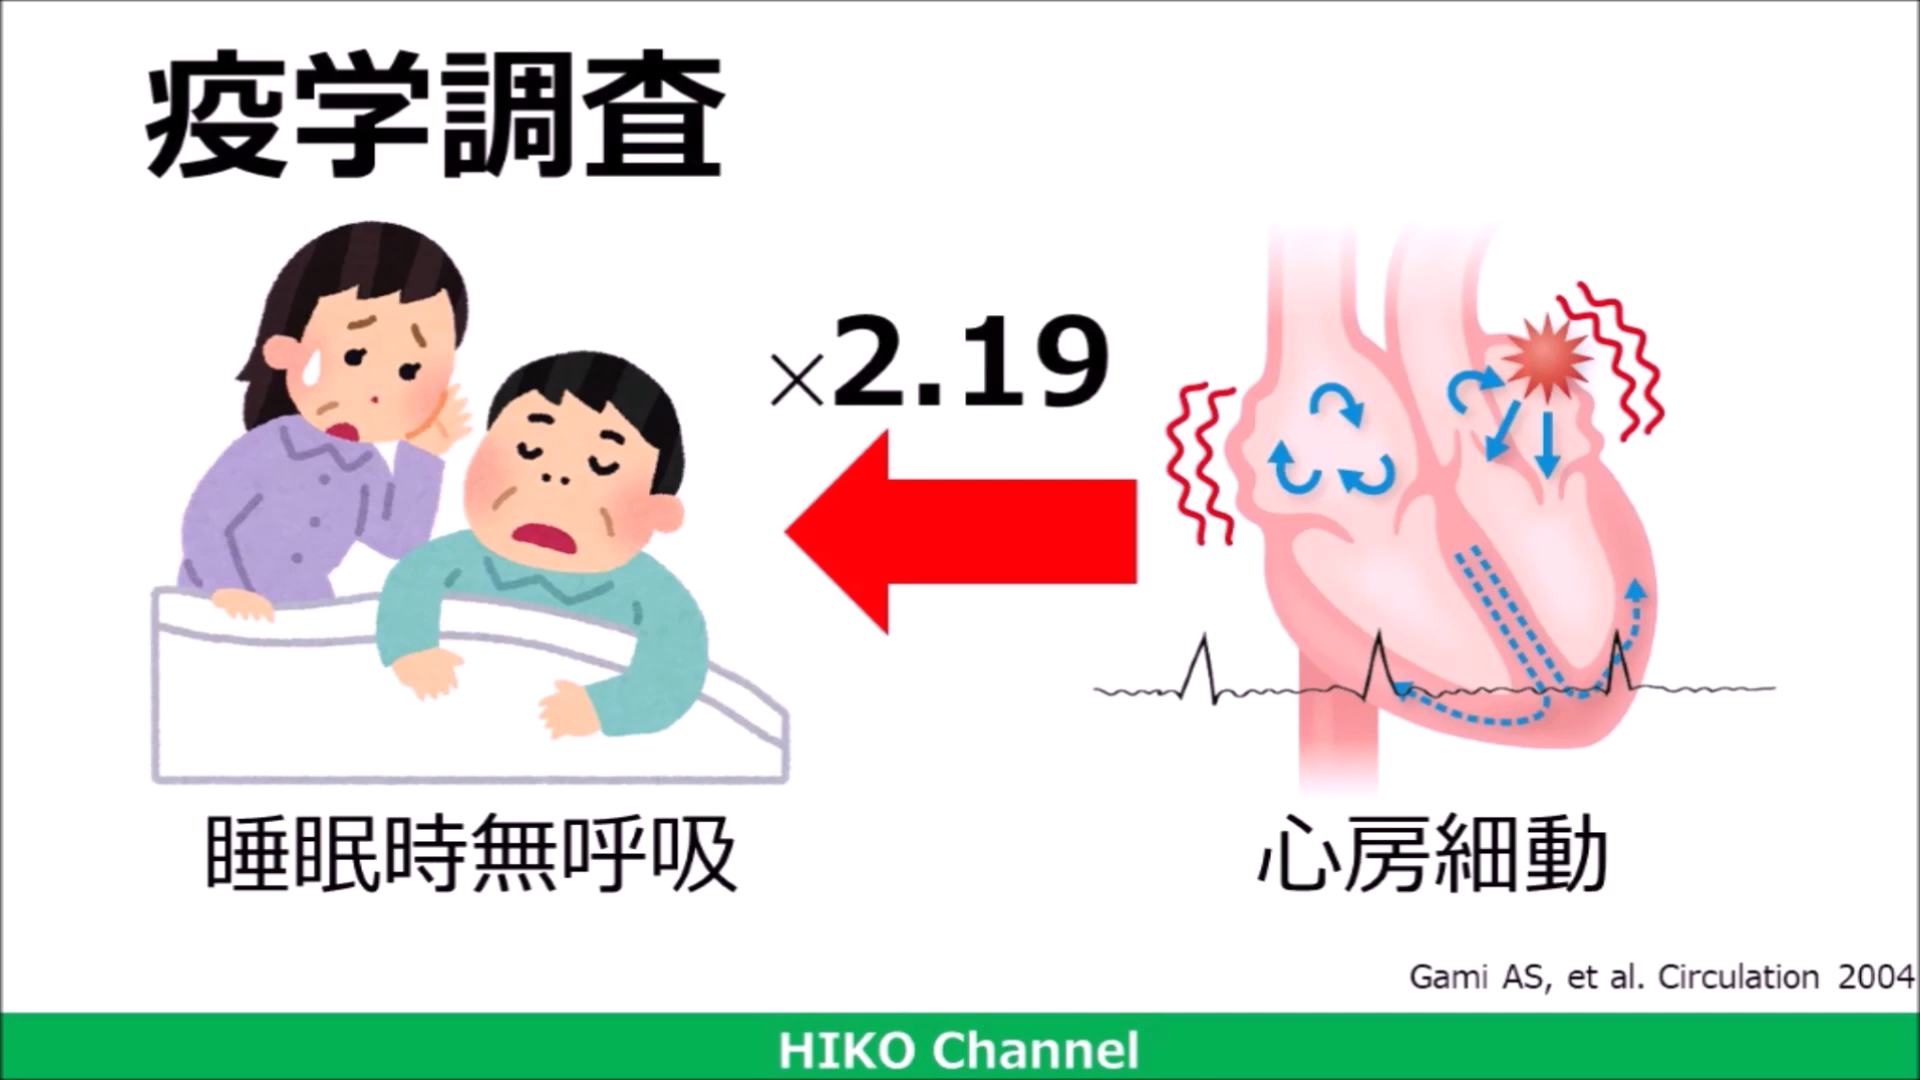 疫学調査
×2.19
睡眠時無呼吸
心房細動
Gami AS, et al. Circulation 2004
HIKO Channel